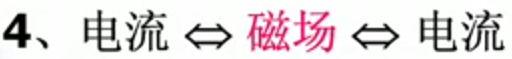 4、电流 ⇔ 磁场 ⇔ 电流